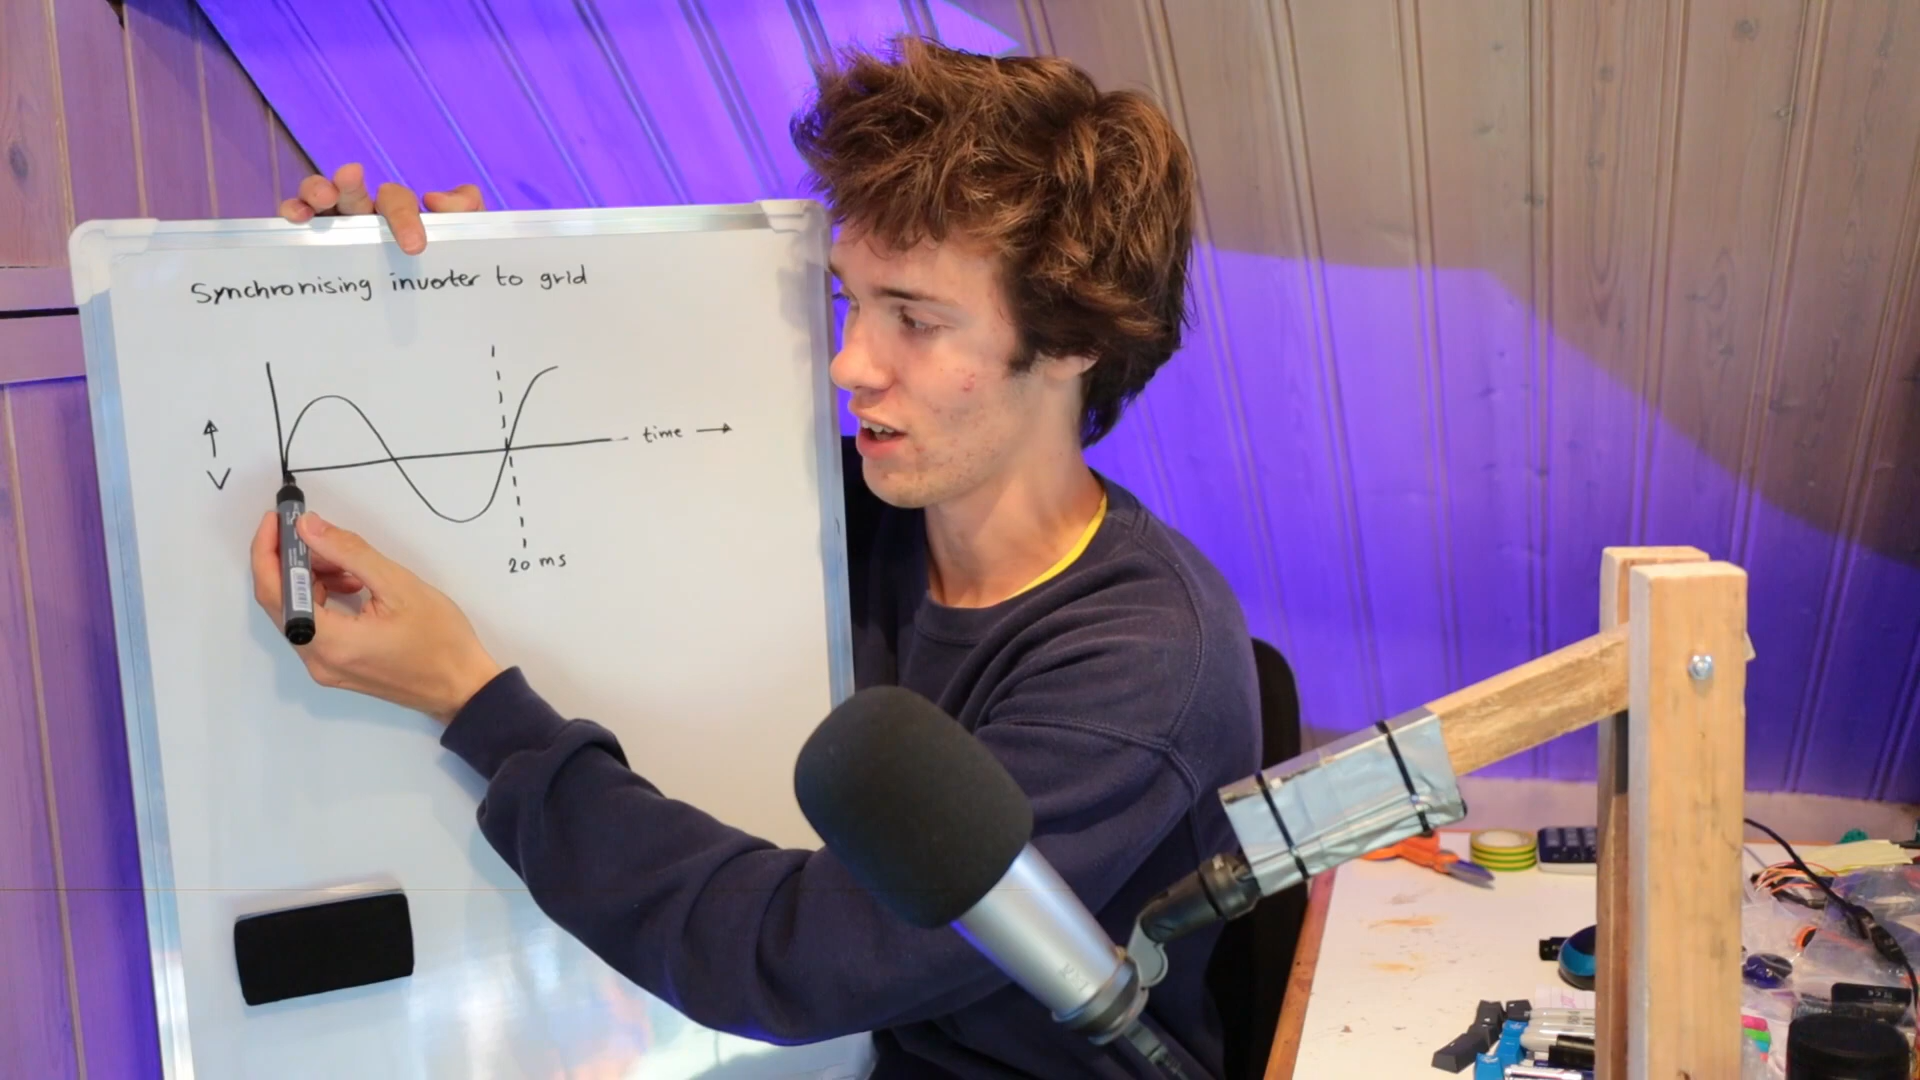 Synchronising inverter to grid
time →
↑
V
20 ms